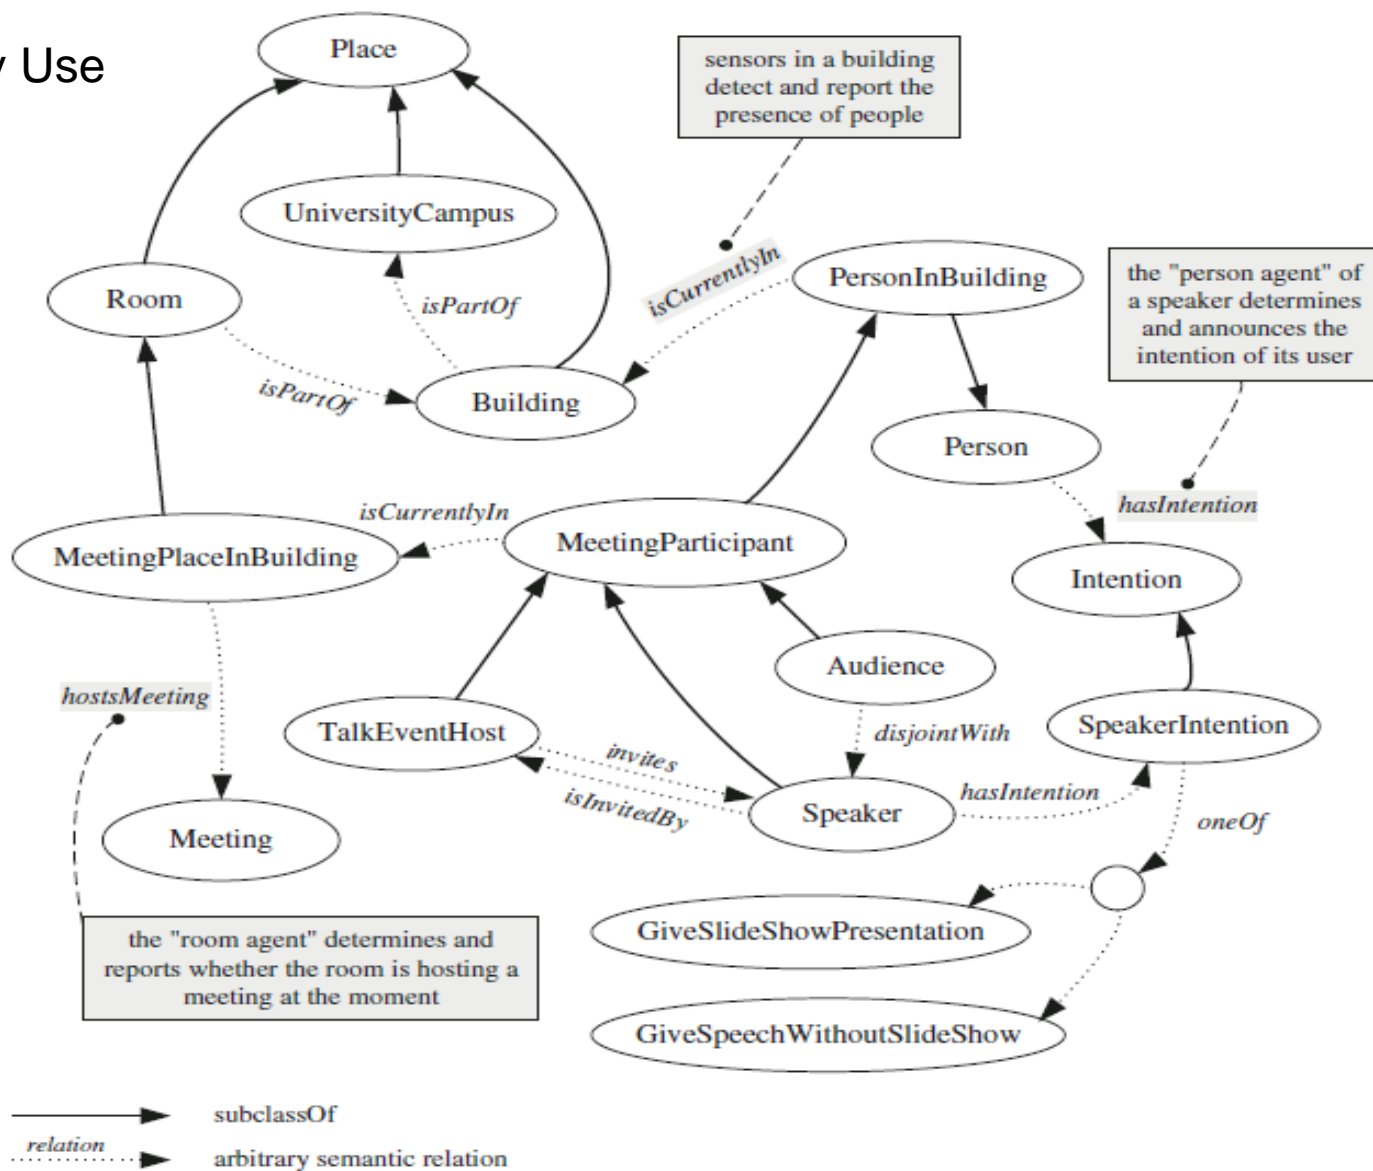 Use
Place
sensors in a building
detect and report the
presence of people
UniversityCampus
isCurrentlyIn
PersonInBuilding
the "person agent" of
a speaker determines
and announces the
intention of its user
Room
isPartOf
isPartOf
Building
Person
hasIntention
isCurrentlyIn
MeetingPlaceInBuilding
MeetingParticipant
Intention
Audience
hostsMeeting
TalkEventHost
disjointWith
SpeakerIntention
invites
isInvitedBy
Speaker
hasIntention
oneOf
Meeting
GiveSlideShowPresentation
the "room agent" determines and
reports whether the room is hosting a
meeting at the moment
GiveSpeechWithoutSlideShow
subclassOf
relation
arbitrary semantic relation